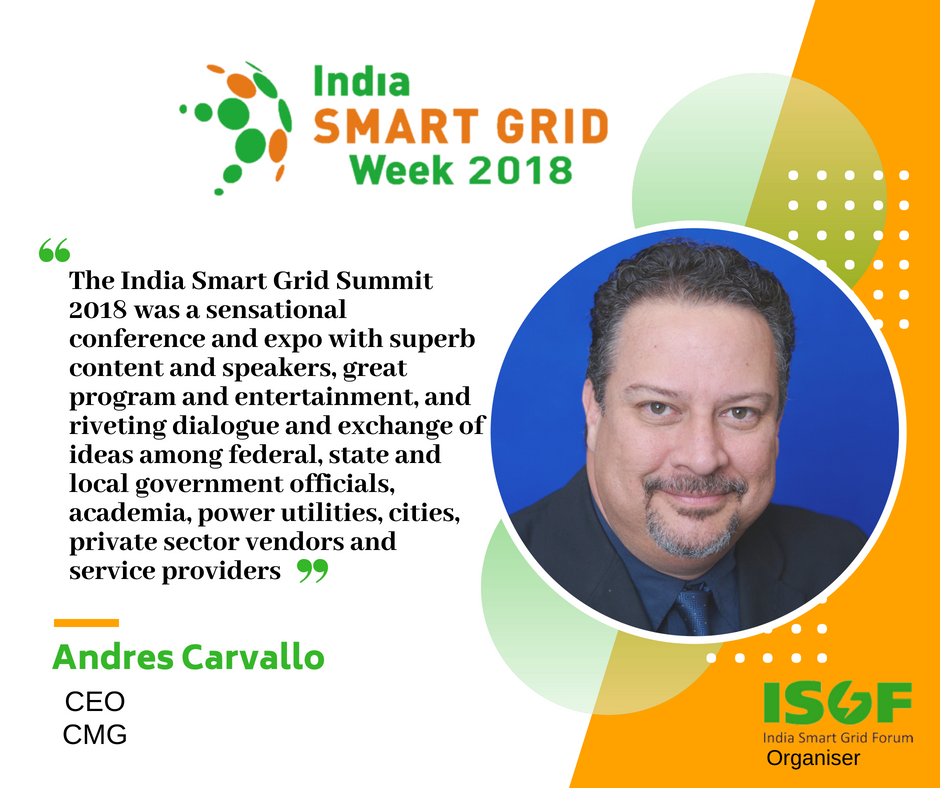 India
SMART GRID
Week 2018
“
The India Smart Grid Summit
2018 was a sensational
conference and expo with superb
content and speakers, great
program and entertainment, and
riveting dialogue and exchange of
ideas among federal, state and
local government officials,
academia, power utilities, cities,
private sector vendors and
service providers ”
Andres Carvallo
CEO
CMG
ISGF
India Smart Grid Forum
Organiser